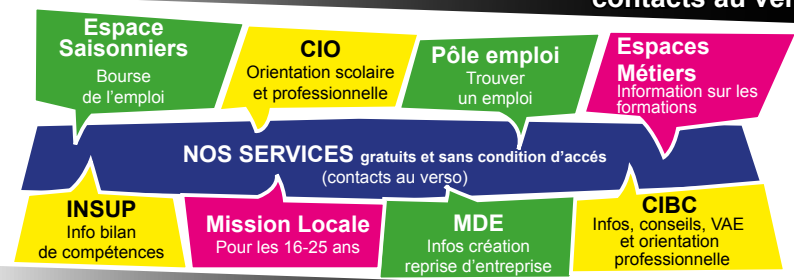 contacts au ver
Espace
Saisonniers
Bourse
de l'emploi
CIO
Orientation scolaire
et professionnelle
Pôle emploi
Trouver
un emploi
Espaces
Métiers
Information sur les
formations
NOS SERVICES gratuits et sans condition d'accés
(contacts au verso)
INSUP
Info bilan
de compétences
Mission Locale
Pour les 16-25 ans
MDE
Infos création
reprise d'entreprise
CIBC
Infos, conseils, VAE
et orientation
professionnelle